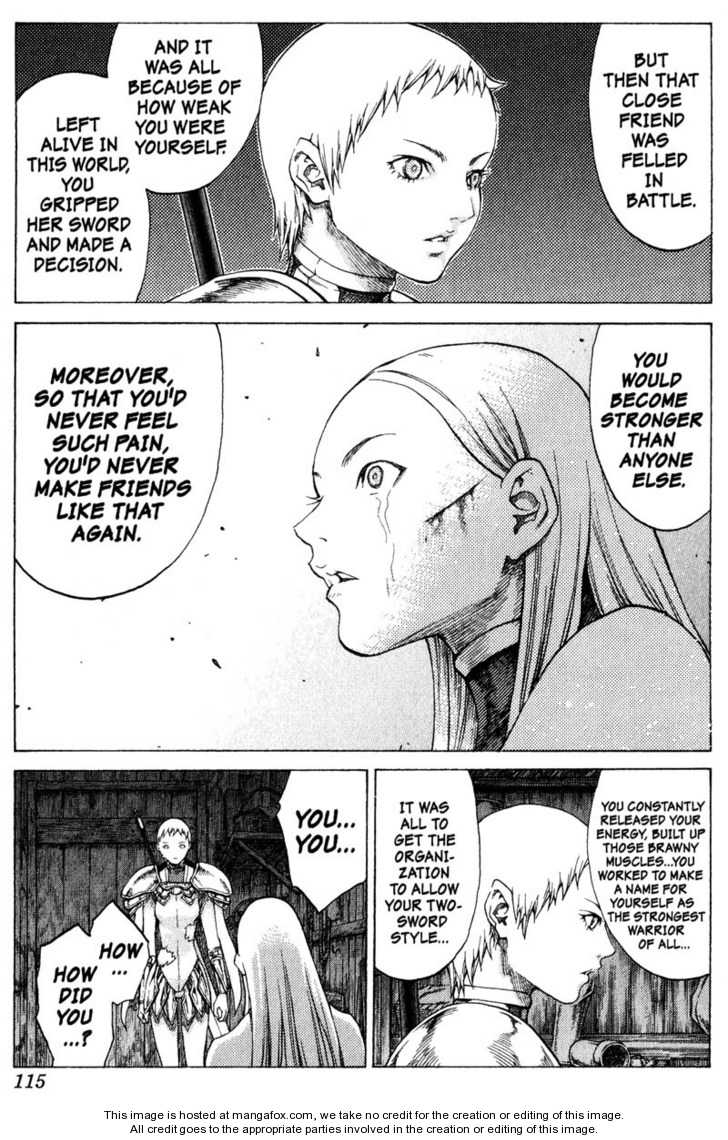 BUT
THEN THAT
CLOSE
FRIEND
WAS
FELLED
IN
BATTLE.
AND IT
WAS ALL
BECAUSE OF
HOW WEAK
YOU WERE
YOURSELF.
LEFT
ALIVE IN
THIS WORLD,
YOU
GRIPPED
HER SWORD
AND MADE A
DECISION.
YOU
WOULD
BECOME
STRONGER
THAN
ANYONE
ELSE.
MOREOVER,
SO THAT YOU'D
NEVER FEEL
SUCH PAIN,
YOU'D NEVER
MAKE FRIENDS
LIKE THAT
AGAIN.
YOU CONSTANTLY
RELEASED YOUR
ENERGY, BUILT UP
THOSE BRAWNY
MUSCLES...YOU
WORKED TO MAKE
A NAME FOR
YOURSELF AS
THE STRONGEST
WARRIOR
OF ALL...
IT WAS
ALL TO
GET THE
ORGANI-
ZATION
TO ALLOW
YOUR TWO-
SWORD
STYLE...
YOU...
YOU...
HOW
...
HOW
DID
YOU
...?
115
This image is hosted at mangafox.com, we take no credit for the creation or editing of this image.
All credit goes to the appropriate parties involved in the creation or editing of this image.